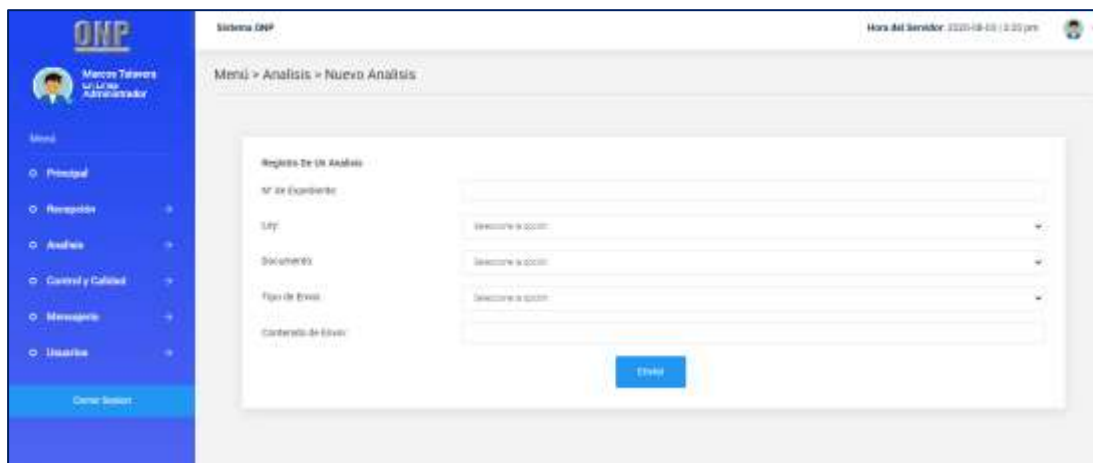 ONP
Marcos Talavera
Administrador
Menú
Principal
Recepción
Analisis
Control y Calidad
Mensajería
Usuarios
Cerrar Sesion
Sistema ONP
Hora del Servidor:
Menú > Analisis > Nuevo Analisis
Registro De Un Analisis
N° de Expediente:
Ley:
Seleccione la opción
Documento:
Seleccione la opción
Tipo de Envio:
Seleccione la opción
Contenido de Envio:
Enviar